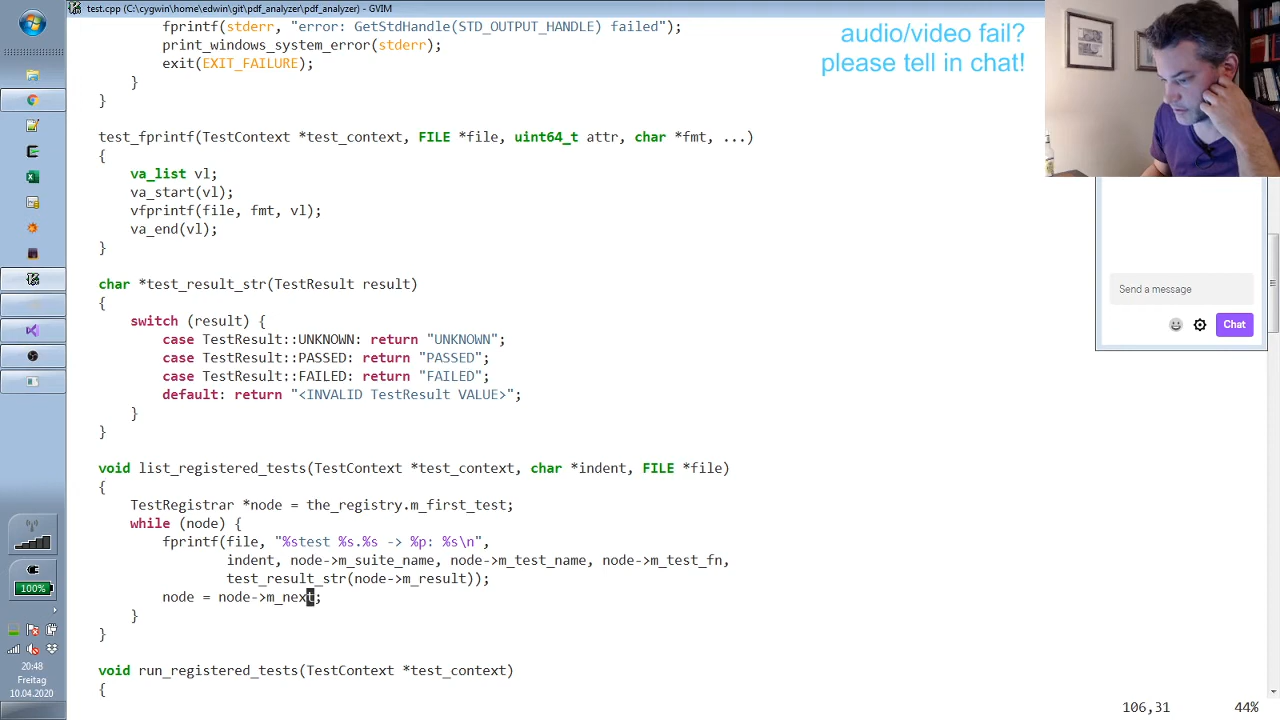 test.cpp (C:\cygwin\home\edwin\git\pdf_analyzer\pdf_analyzer) - GVIM
fprintf(stderr, "error: GetStdHandle(STD_OUTPUT_HANDLE) failed");
print_windows_system_error(stderr);
exit(EXIT_FAILURE);
}
}
test_fprintf(TestContext *test_context, FILE *file, uint64_t attr, char *fmt, ...)
{
va_list vl;
va_start(vl);
vfprintf(file, fmt, vl);
va_end(vl);
}
char *test_result_str(TestResult result)
{
switch (result) {
case TestResult::UNKNOWN: return "UNKNOWN";
case TestResult::PASSED: return "PASSED";
case TestResult::FAILED: return "FAILED";
default: return "<INVALID TestResult VALUE>";
}
}
void list_registered_tests(TestContext *test_context, char *indent, FILE *file)
{
TestRegistrar *node = the_registry.m_first_test;
while (node) {
fprintf(file, "%stest %s.%s -> %p: %s\n",
indent, node->m_suite_name, node->m_test_name, node->m_test_fn,
test_result_str(node->m_result));
node = node->m_next;
}
}
void run_registered_tests(TestContext *test_context)
{
106,31 44%
audio/video fail?
please tell in chat!
Send a message
Chat
100%
20:48
Freitag
10.04.2020